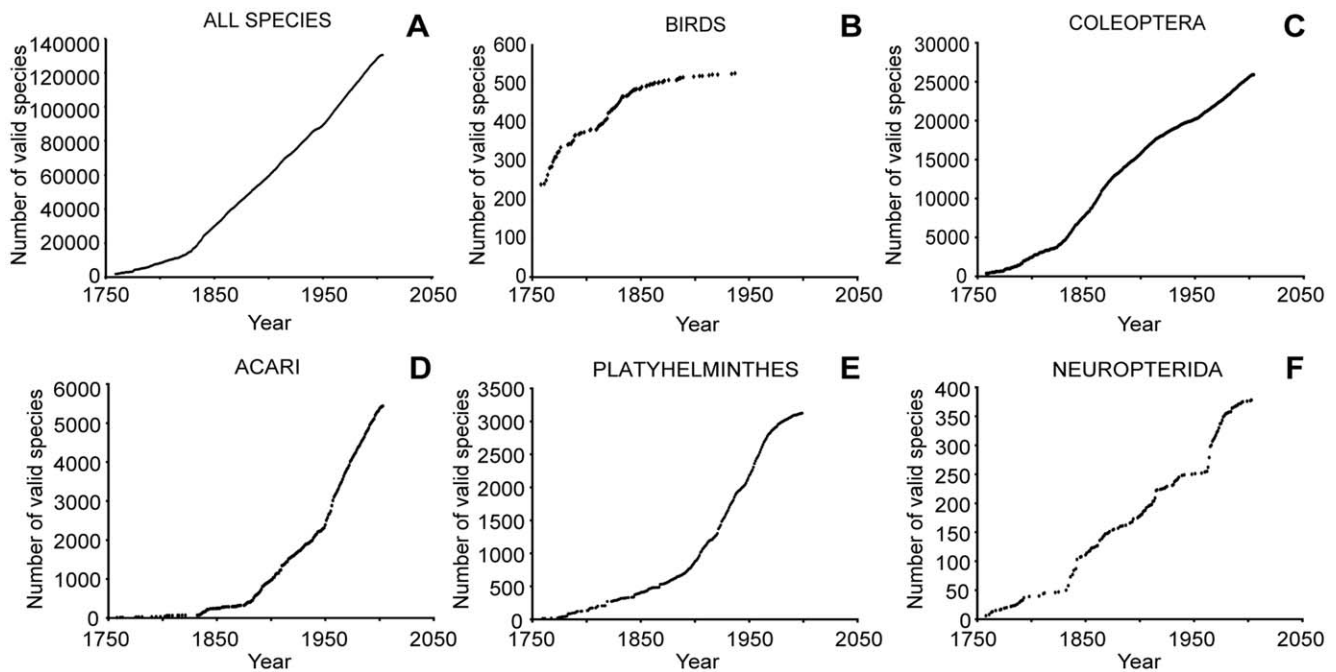 ALL SPECIES
A
Number of valid species
140000
120000
100000
80000
60000
40000
20000
0
1750 1850 1950 2050
Year
BIRDS
B
Number of valid species
600
500
400
300
200
100
0
1750 1850 1950 2050
Year
COLEOPTERA
C
Number of valid species
30000
25000
20000
15000
10000
5000
0
1750 1850 1950 2050
Year
ACARI
D
Number of valid species
6000
5000
4000
3000
2000
1000
0
1750 1850 1950 2050
Year
PLATYHELMINTHES
E
Number of valid species
3500
3000
2500
2000
1500
1000
500
0
1750 1850 1950 2050
Year
NEUROPTERIDA
F
Number of valid species
400
350
300
250
200
150
100
50
0
1750 1850 1950 2050
Year